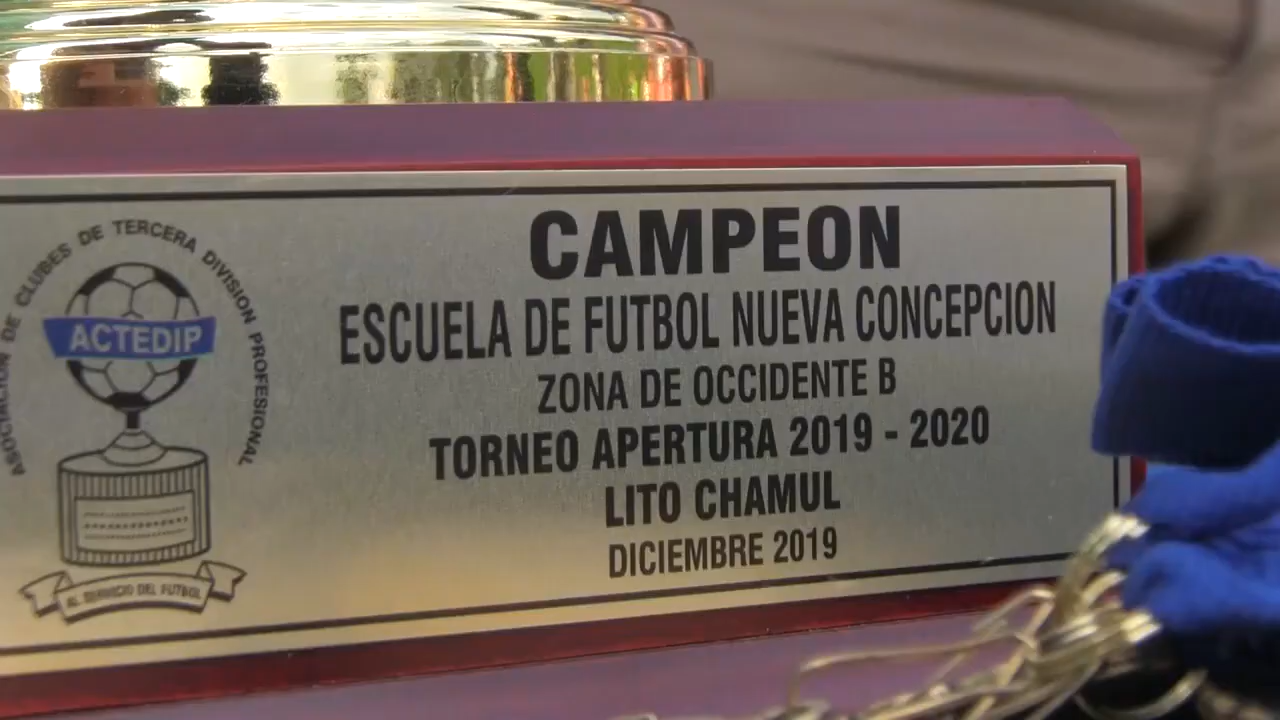 ASOCIACION DE CLUBES DE TERCERA DIVISION PROFESIONAL
ACTEDIP
AL SERVICIO DEL FUTBOL
CAMPEON
ESCUELA DE FUTBOL NUEVA CONCEPCION
ZONA DE OCCIDENTE B
TORNEO APERTURA 2019 - 2020
LITO CHAMUL
DICIEMBRE 2019